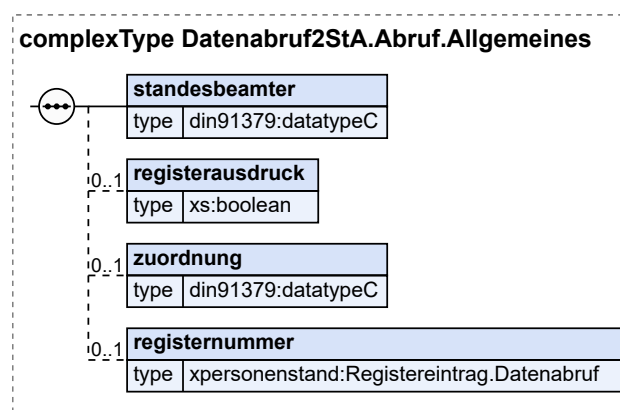 complexType Datenabruf2StA.Abruf.Allgemeines
standesbeamter
type din91379:datatypeC
0..1
registerausdruck
type xs:boolean
0..1
zuordnung
type din91379:datatypeC
0..1
registernummer
type xpersonenstand:Registereintrag.Datenabruf